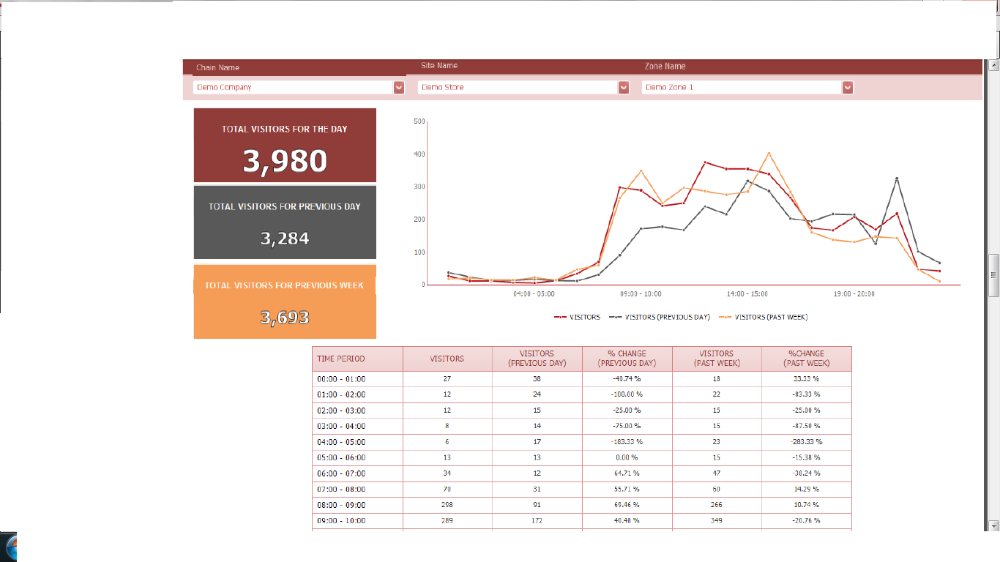 Chain Name Site Name Zone Name
Demo Company Demo Store Demo Zone 1
TOTAL VISITORS FOR THE DAY
3,980
TOTAL VISITORS FOR PREVIOUS DAY
3,284
TOTAL VISITORS FOR PREVIOUS WEEK
3,693
500
400
300
200
100
0
04:00 - 05:00 09:00 - 10:00 14:00 - 15:00 19:00 - 20:00
VISITORS VISITORS (PREVIOUS DAY) VISITORS (PAST WEEK)
TIME PERIOD VISITORS VISITORS (PREVIOUS DAY) % CHANGE (PREVIOUS DAY) VISITORS (PAST WEEK) %CHANGE (PAST WEEK)
00:00 - 01:00 27 38 -40.74 % 18 33.33 %
01:00 - 02:00 12 24 -100.00 % 22 -83.33 %
02:00 - 03:00 12 15 -25.00 % 15 -25.00 %
03:00 - 04:00 8 14 -75.00 % 15 -87.50 %
04:00 - 05:00 6 17 -183.33 % 23 -283.33 %
05:00 - 06:00 13 13 0.00 % 15 -15.38 %
06:00 - 07:00 34 12 64.71 % 47 -38.24 %
07:00 - 08:00 70 31 55.71 % 60 14.29 %
08:00 - 09:00 298 91 69.46 % 266 10.74 %
09:00 - 10:00 289 172 40.48 % 349 -20.76 %